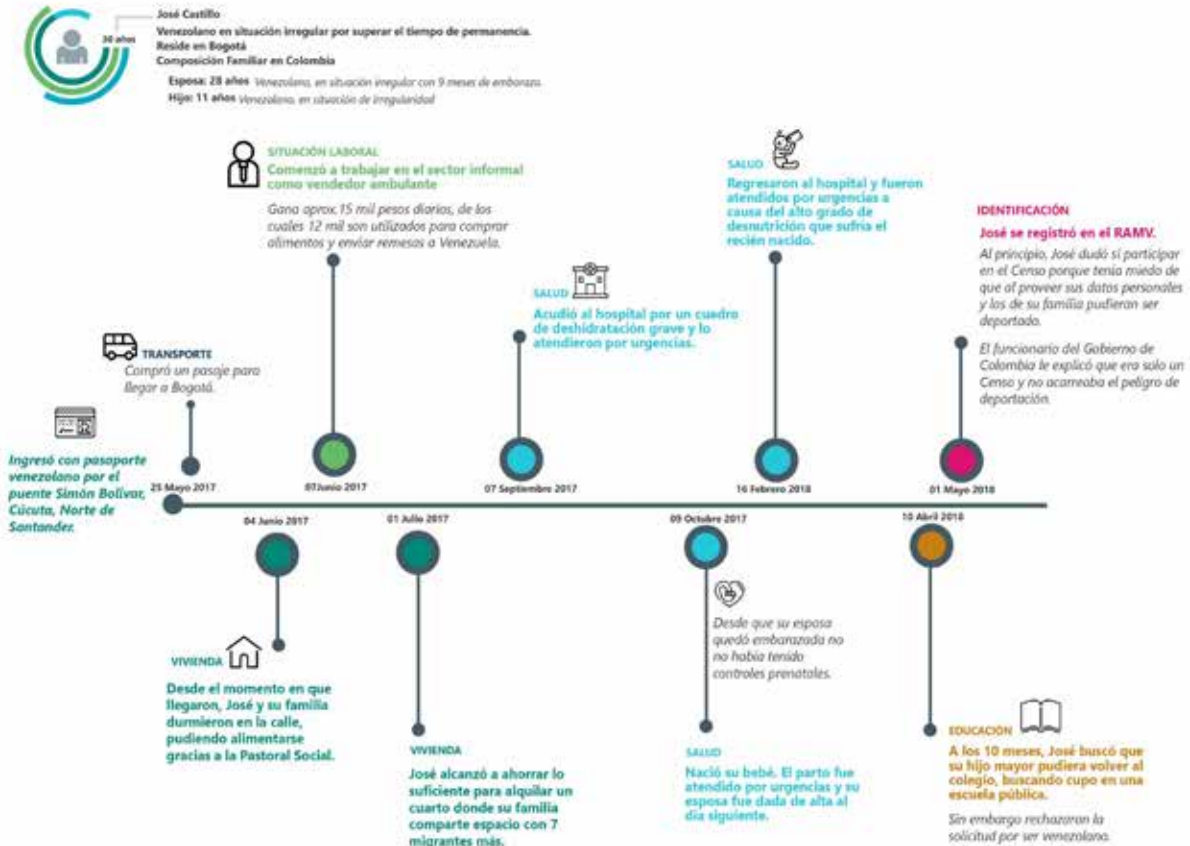 José Castillo
30 años
Venezolano en situación irregular por superar el tiempo de permanencia.
Reside en Bogotá
Composición Familiar en Colombia
Esposa: 28 años Venezolana, en situación irregular con 9 meses de embarazo.
Hijo: 11 años Venezolano, en situación de irregularidad
Ingresó con pasaporte
venezolano por el
puente Simón Bolívar,
Cúcuta, Norte de
Santander.
TRANSPORTE
Compró un pasaje para
llegar a Bogotá.
25 Mayo 2017
04 Junio 2017
VIVIENDA
Desde el momento en que
llegaron, José y su familia
durmieron en la calle,
pudiendo alimentarse
gracias a la Pastoral Social.
SITUACIÓN LABORAL
Comenzó a trabajar en el sector informal
como vendedor ambulante
Gana aprox.15 mil pesos diarios, de los
cuales 12 mil son utilizados para comprar
alimentos y enviar remesas a Venezuela.
07Junio 2017
01 Julio 2017
VIVIENDA
José alcanzó a ahorrar lo
suficiente para alquilar un
cuarto donde su familia
comparte espacio con 7
migrantes más.
SALUD
Acudió al hospital por un cuadro
de deshidratación grave y lo
atendieron por urgencias.
07 Septiembre 2017
09 Octubre 2017
Desde que su esposa
quedó embarazada no
no había tenido
controles prenatales.
SALUD
Nació su bebé. El parto fue
atendido por urgencias y su
esposa fue dada de alta al
día siguiente.
SALUD
Regresaron al hospital y fueron
atendidos por urgencias a
causa del alto grado de
desnutrición que sufría el
recién nacido.
16 Febrero 2018
10 Abril 2018
EDUCACIÓN
A los 10 meses, José buscó que
su hijo mayor pudiera volver al
colegio, buscando cupo en una
escuela pública.
Sin embargo rechazaron la
solicitud por ser venezolano.
IDENTIFICACIÓN
José se registró en el RAMV.
Al principio, José dudó si participar
en el Censo porque tenía miedo de
que al proveer sus datos personales
y los de su familia pudieran ser
deportado.
El funcionario del Gobierno de
Colombia le explicó que era solo un
Censo y no acarreaba el peligro de
deportación.
01 Mayo 2018